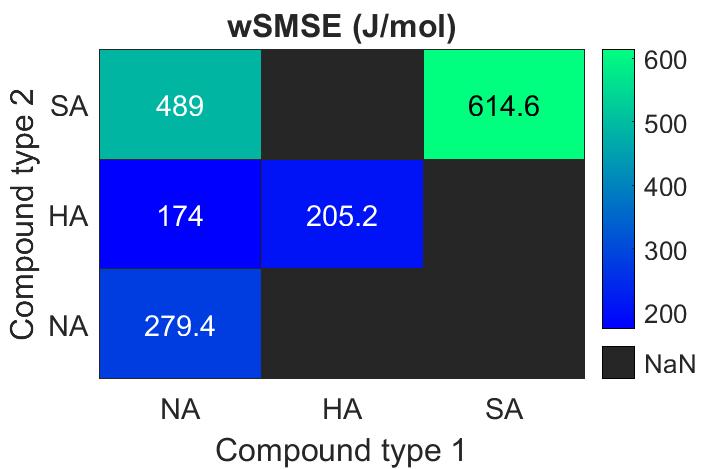 wSMSE (J/mol)
Compound type 2
SA
489
614.6
HA
174
205.2
NA
279.4
NA
HA
SA
Compound type 1
600
500
400
300
200
NaN